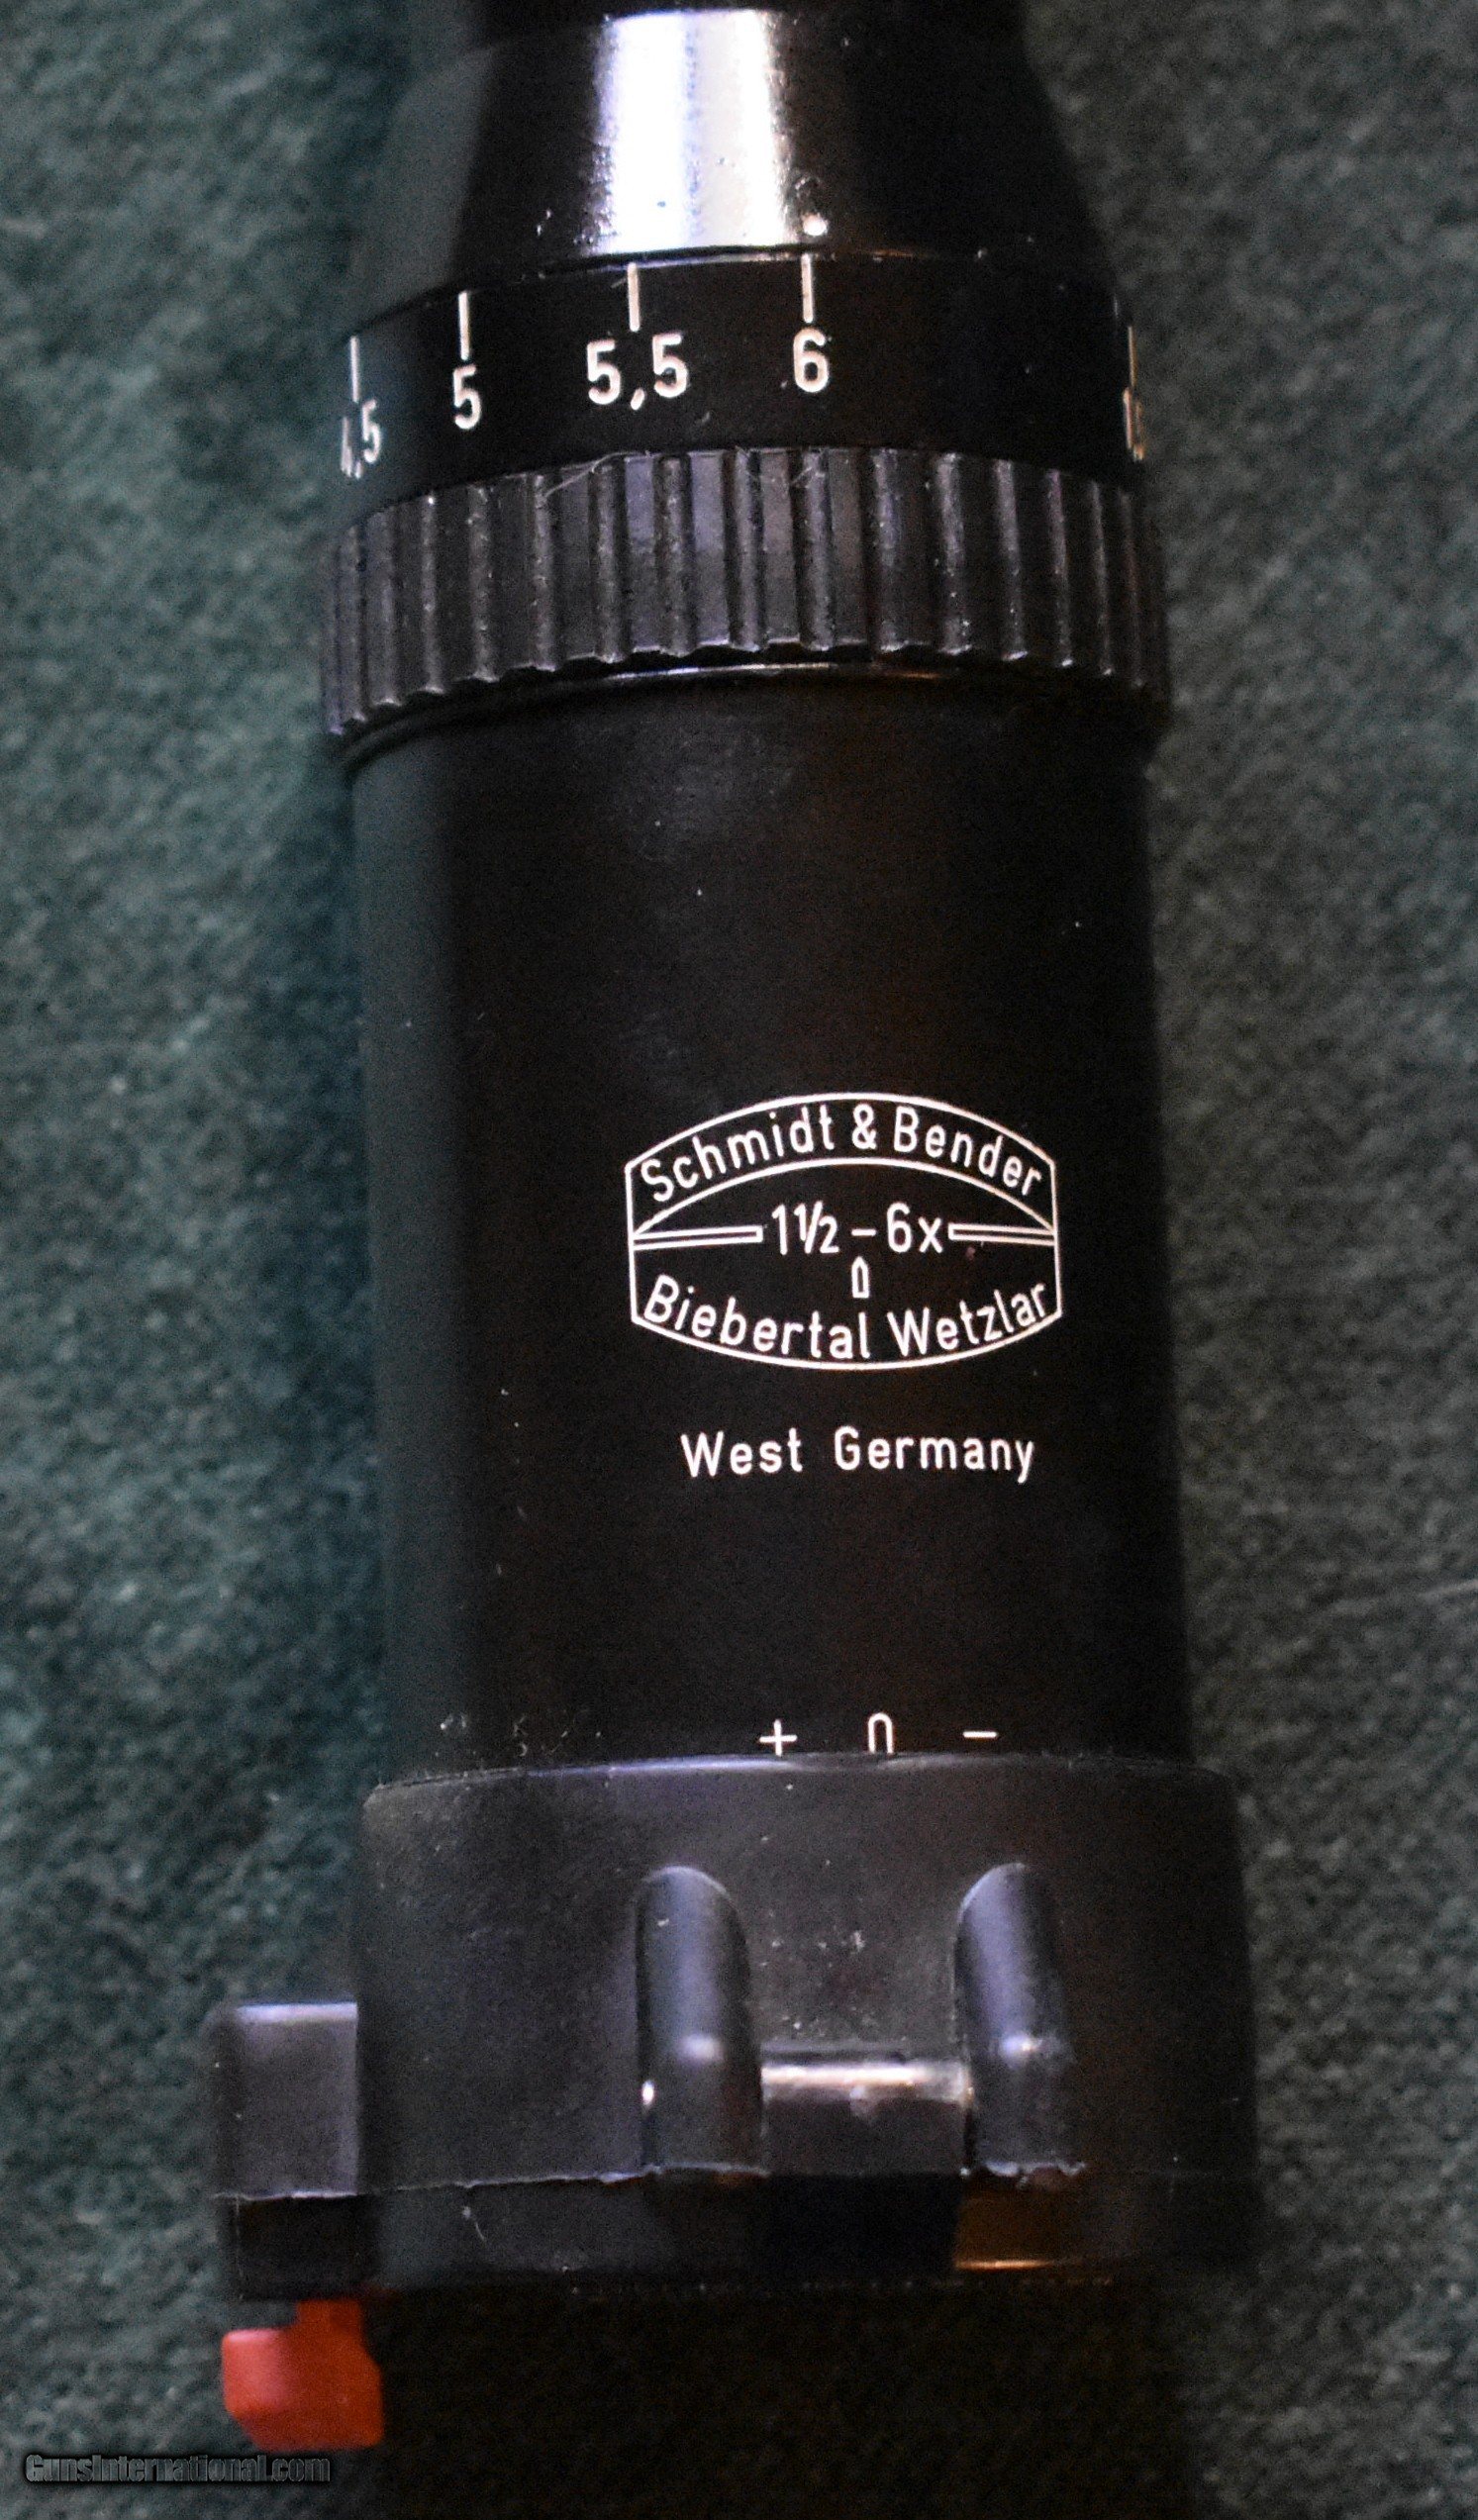 4,5 5 5,5 6
Schmidt & Bender
1½ – 6x
Biebertal Wetzlar
West Germany
+ 0 –
GunsInternational.com